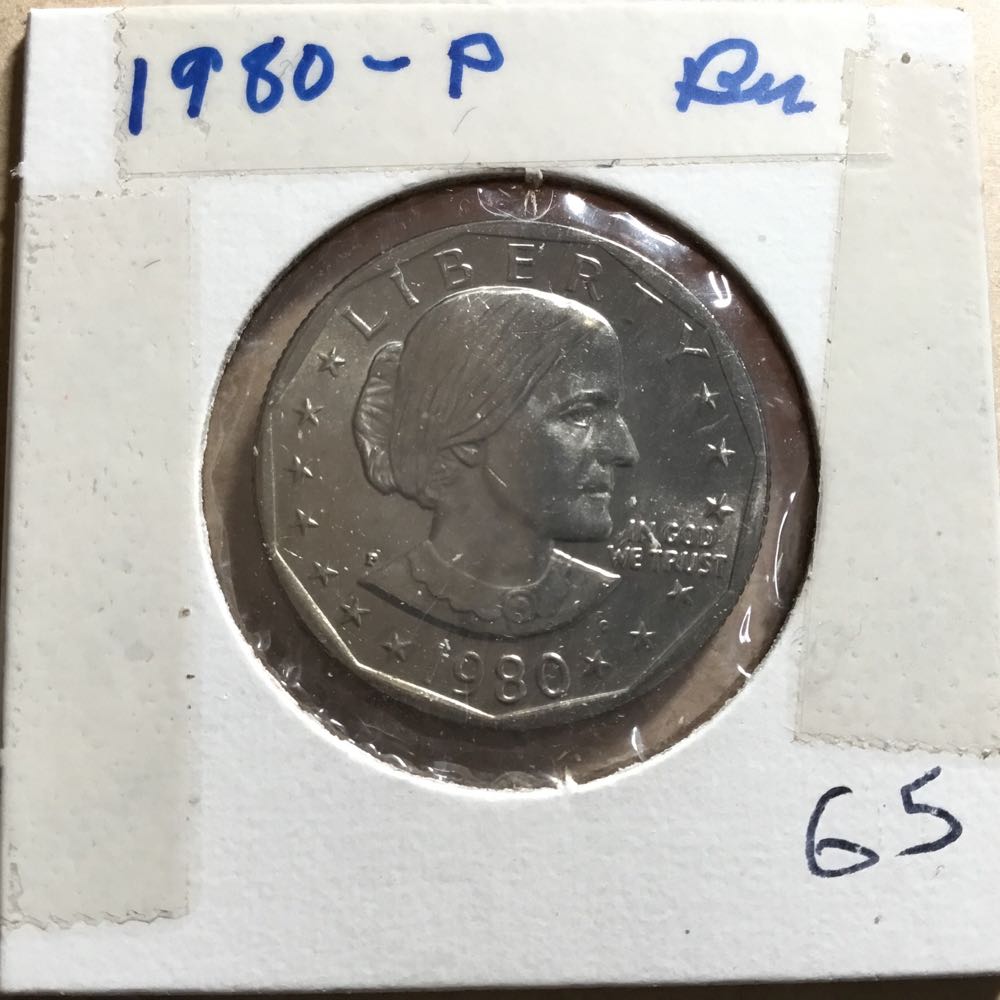 1980-P Bu
LIBERTY
IN GOD
WE TRUST
P
1980
65